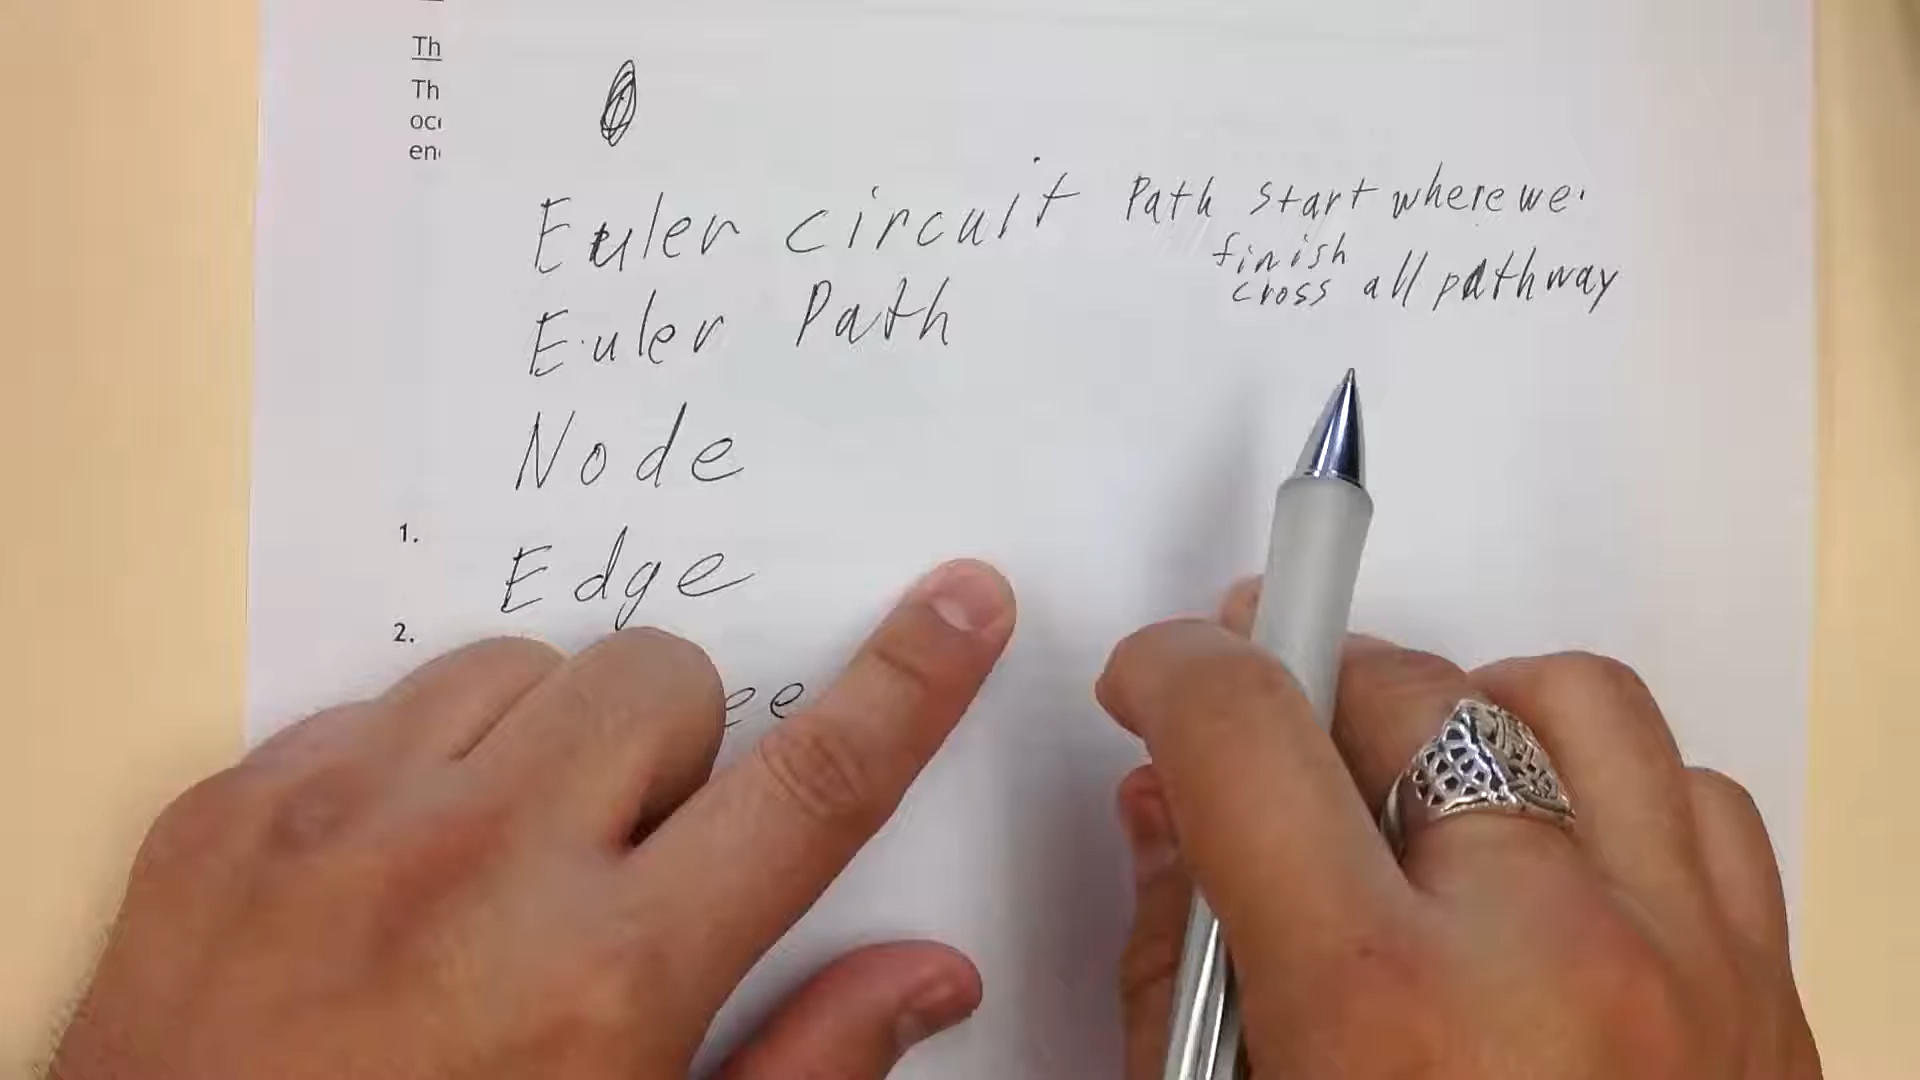 Th
Th
oc
en
Euler circuit Path start where we
finish
cross all pathway
Euler Path
Node
1.
Edge
2.
ee